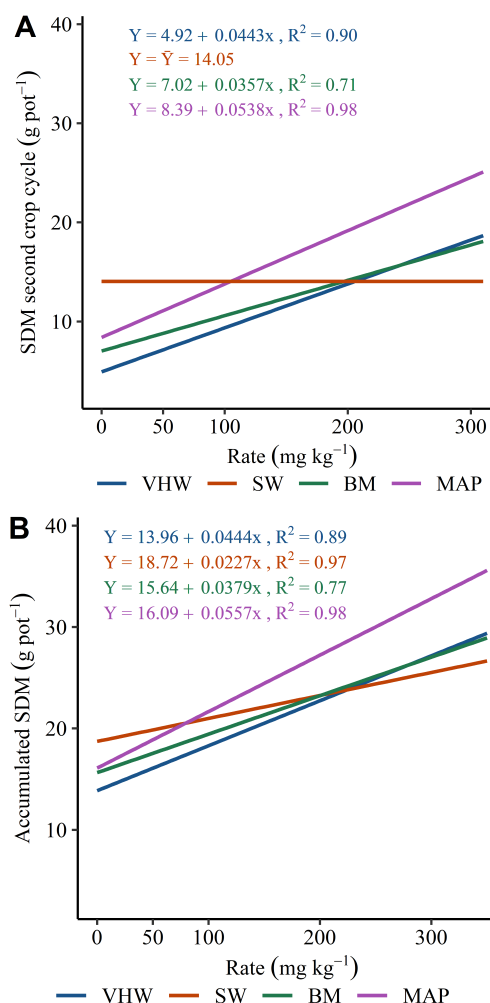 A
40
30
20
10
SDM second crop cycle (g pot⁻¹)
Y = 4.92 + 0.0443x , R² = 0.90
Y = Ȳ = 14.05
Y = 7.02 + 0.0357x , R² = 0.71
Y = 8.39 + 0.0538x , R² = 0.98
0 50 100 200 300
Rate (mg kg⁻¹)
VHW SW BM MAP
B
40
30
20
10
Accumulated SDM (g pot⁻¹)
Y = 13.96 + 0.0444x , R² = 0.89
Y = 18.72 + 0.0227x , R² = 0.97
Y = 15.64 + 0.0379x , R² = 0.77
Y = 16.09 + 0.0557x , R² = 0.98
0 50 100 200 300
Rate (mg kg⁻¹)
VHW SW BM MAP